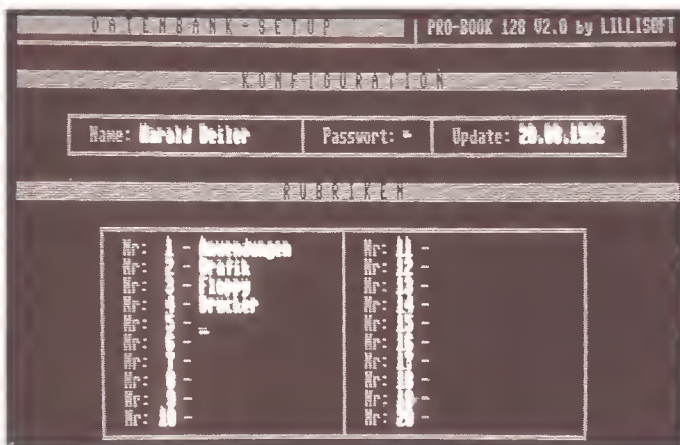 DATENBANK-SETUP PRO-BOOK 128 V2.0 by LILLISOFT
KONFIGURATION
Name: Harald Beiler Passwort: - Update: 20.08.1992
RUBRIKEN
Nr: 1 - Anwendungen
Nr: 2 - Grafik
Nr: 3 - Floppy
Nr: 4 - Drucker
Nr: 5 -
Nr: 6 -
Nr: 7 -
Nr: 8 -
Nr: 9 -
Nr: 10 -
Nr: 11 -
Nr: 12 -
Nr: 13 -
Nr: 14 -
Nr: 15 -
Nr: 16 -
Nr: 17 -
Nr: 18 -
Nr: 19 -
Nr: 20 -